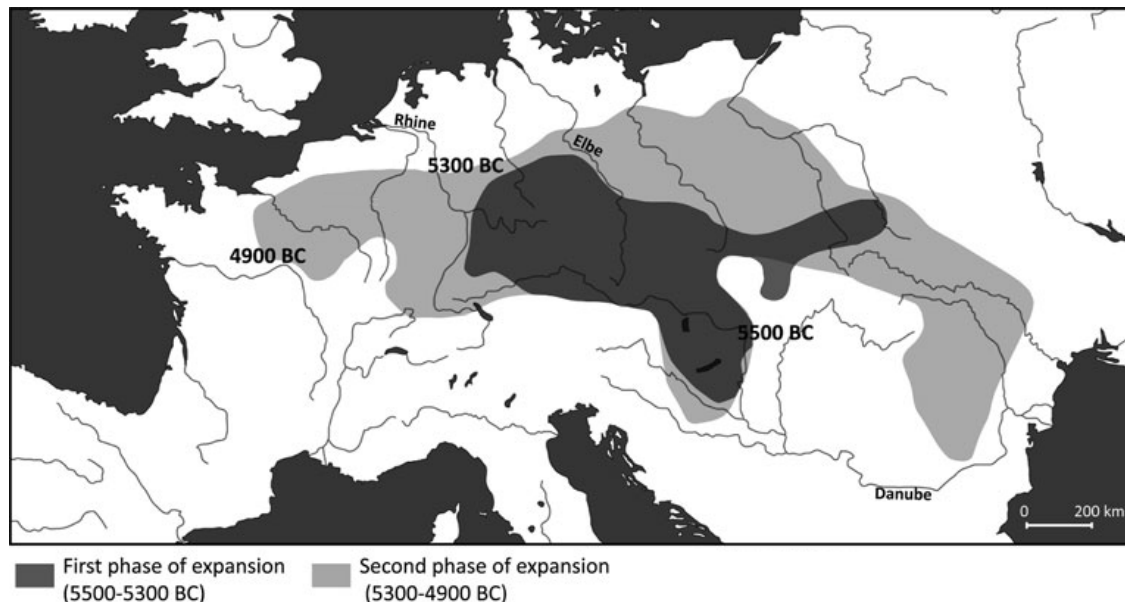 Rhine
5300 BC
Elbe
4900 BC
5500 BC
Danube
0 200 km
First phase of expansion
(5500-5300 BC)
Second phase of expansion
(5300-4900 BC)